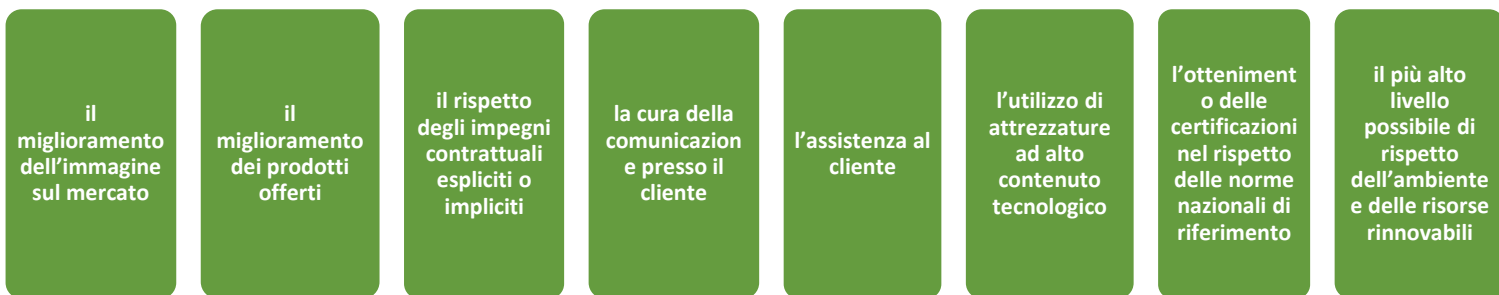 il
miglioramento
dell’immagine
sul mercato
il
miglioramento
dei prodotti
offerti
il rispetto
degli impegni
contrattuali
espliciti o
impliciti
la cura della
comunicazion
e presso il
cliente
l’assistenza al
cliente
l’utilizzo di
attrezzature
ad alto
contenuto
tecnologico
l’otteniment
o delle
certificazioni
nel rispetto
delle norme
nazionali di
riferimento
il più alto
livello
possibile di
rispetto
dell’ambiente
e delle risorse
rinnovabili